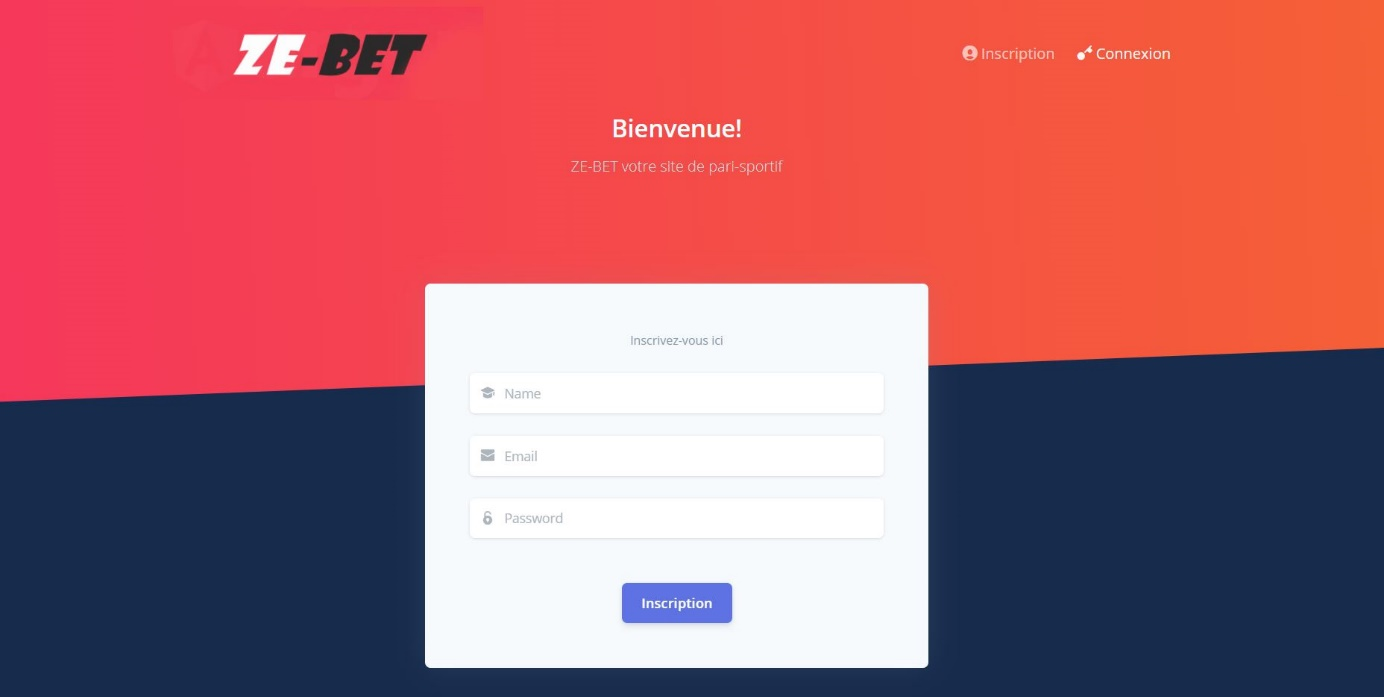 ZE-BET
Inscription Connexion
Bienvenue!
ZE-BET votre site de pari-sportif
Inscrivez-vous ici
Name
Email
Password
Inscription